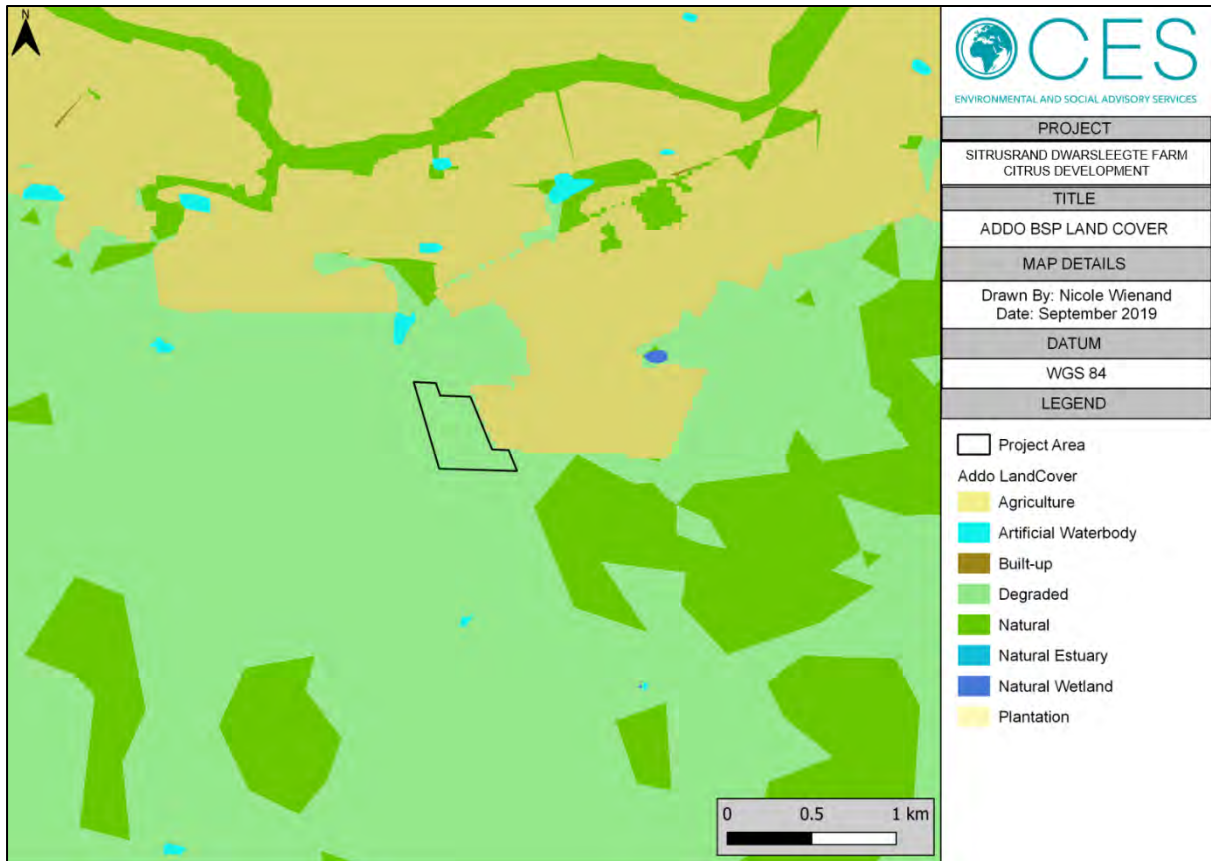 N
CES
ENVIRONMENTAL AND SOCIAL ADVISORY SERVICES
PROJECT
SITRUSRAND DWARSLEEGTE FARM
CITRUS DEVELOPMENT
TITLE
ADDO BSP LAND COVER
MAP DETAILS
Drawn By: Nicole Wienand
Date: September 2019
DATUM
WGS 84
LEGEND
Project Area
Addo LandCover
Agriculture
Artificial Waterbody
Built-up
Degraded
Natural
Natural Estuary
Natural Wetland
Plantation
0 0.5 1 km